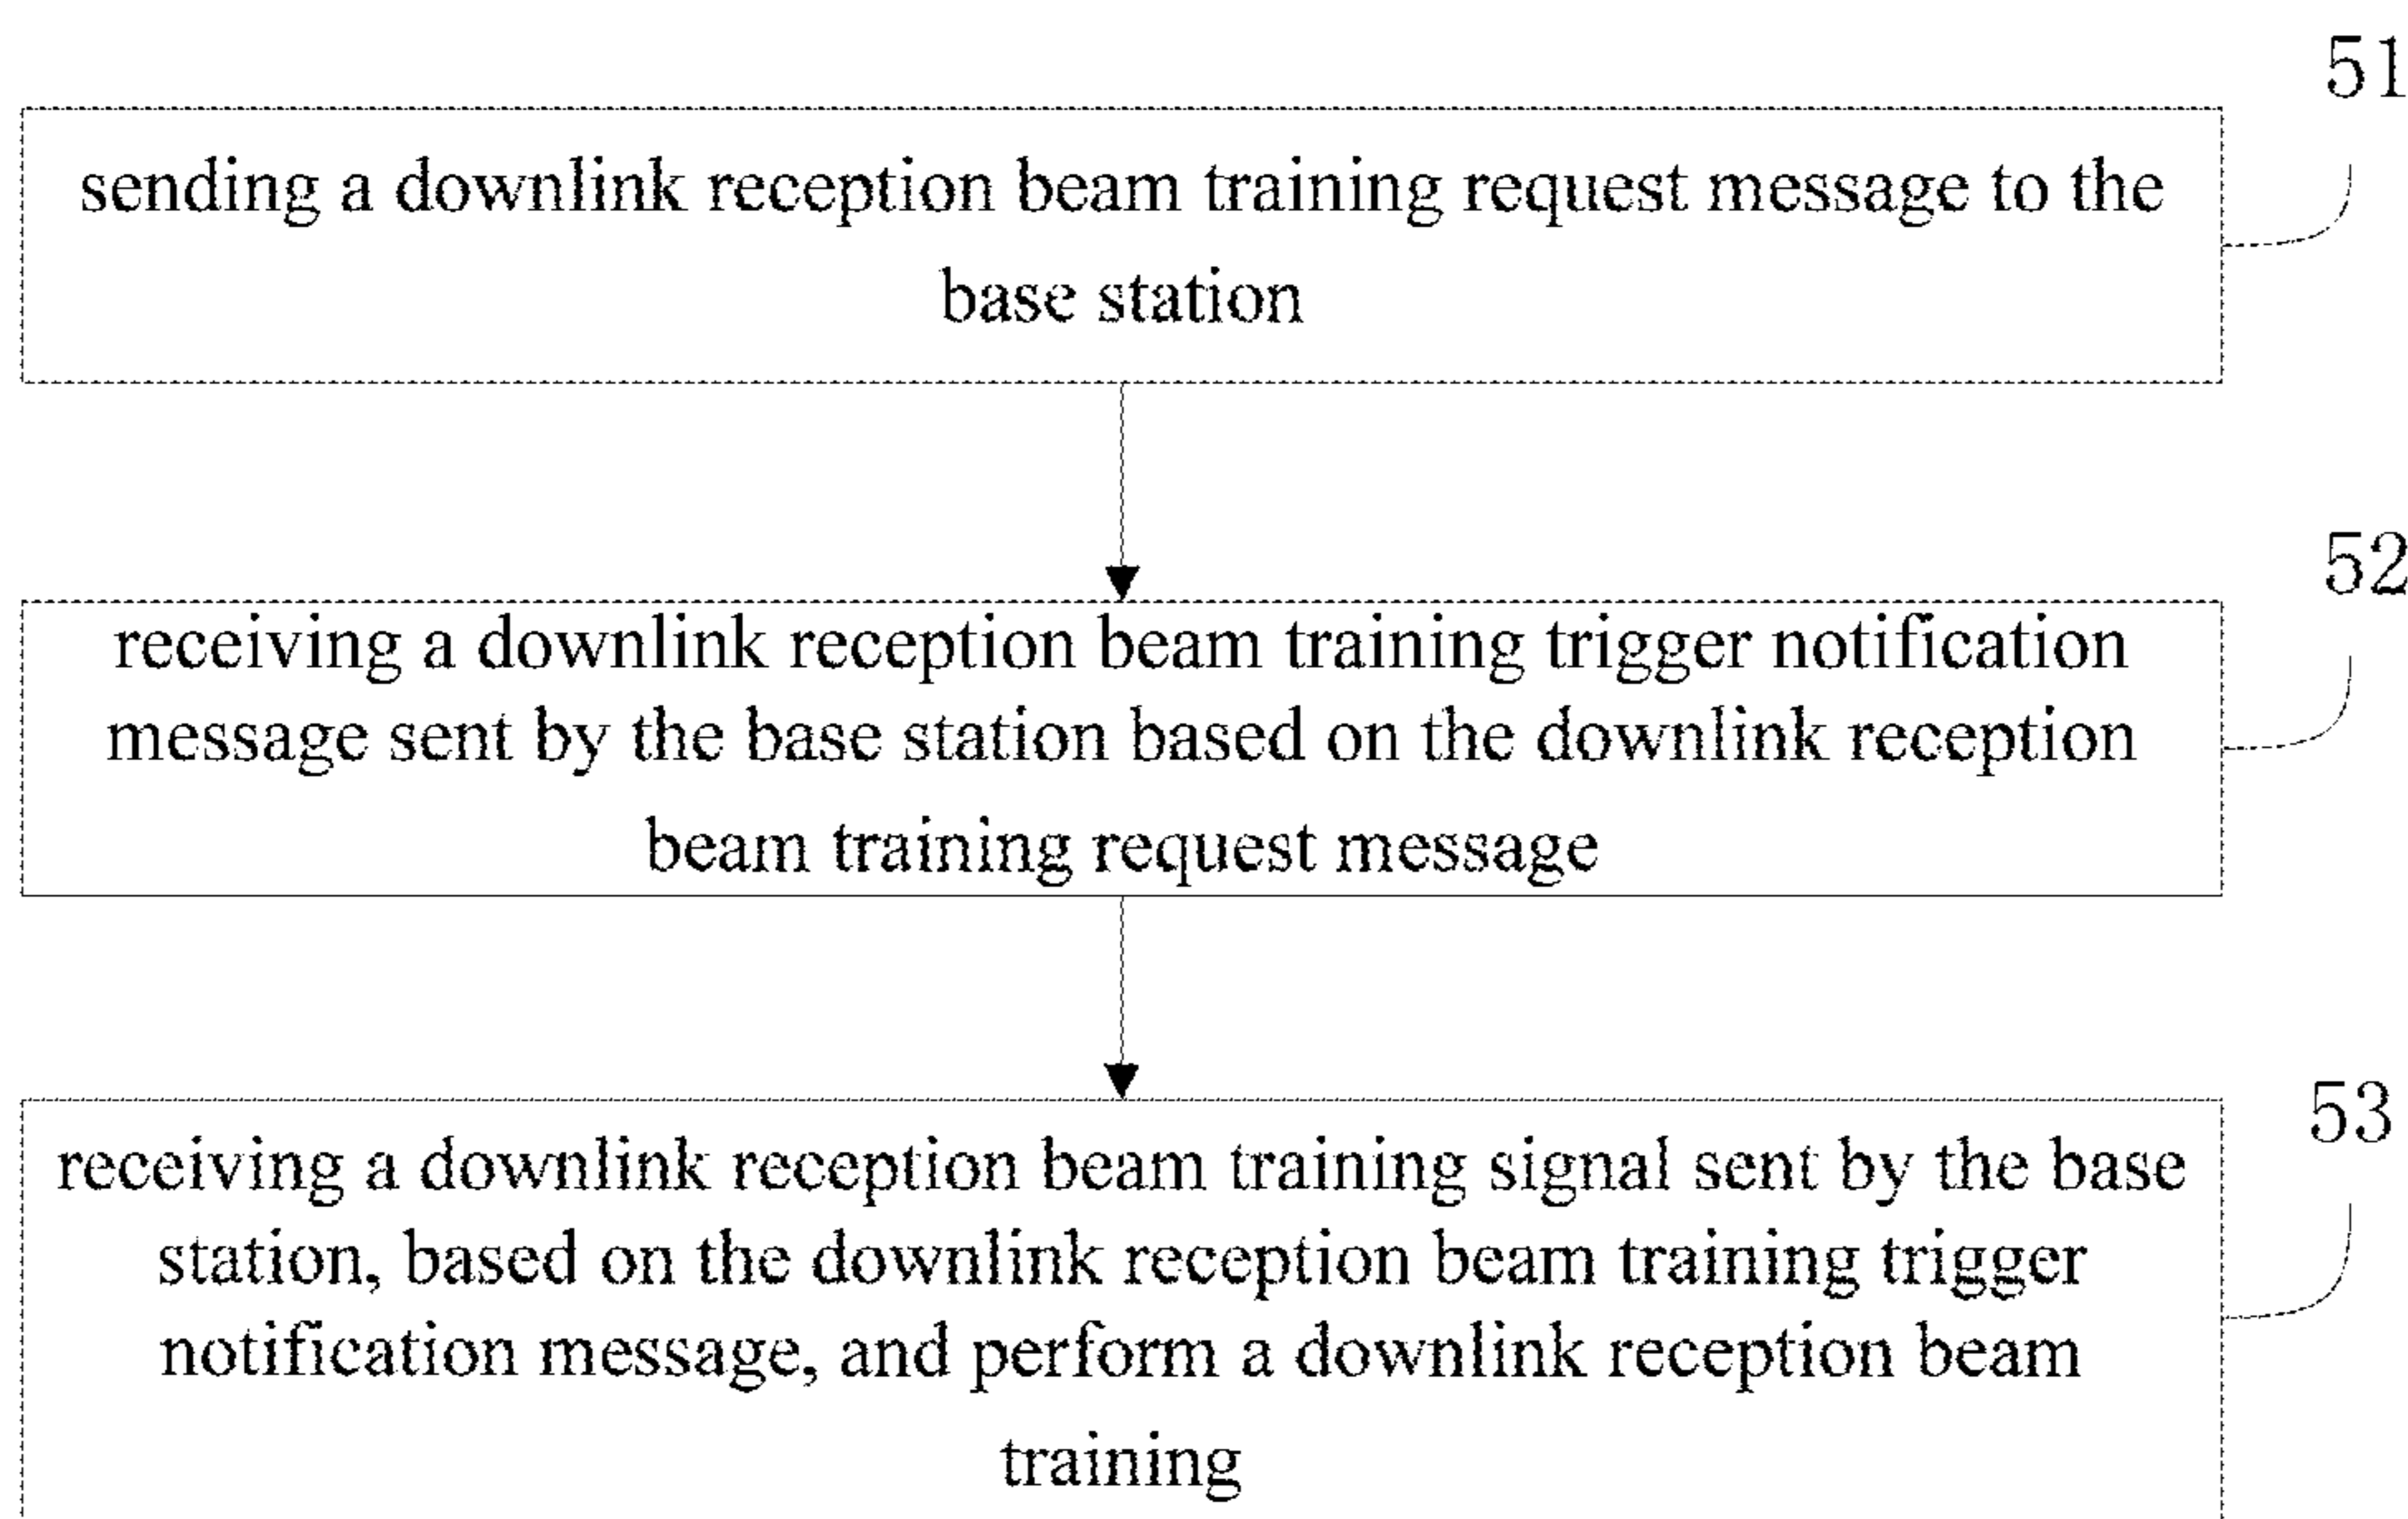 51
sending a downlink reception beam training request message to the
base station
52
receiving a downlink reception beam training trigger notification
message sent by the base station based on the downlink reception
beam training request message
53
receiving a downlink reception beam training signal sent by the base
station, based on the downlink reception beam training trigger
notification message, and perform a downlink reception beam
training